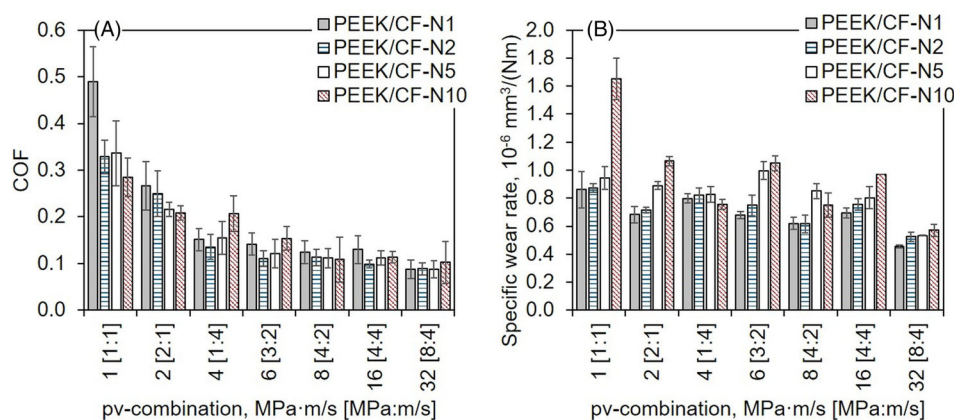 (A)
PEEK/CF-N1
PEEK/CF-N2
PEEK/CF-N5
PEEK/CF-N10
COF
0.6
0.5
0.4
0.3
0.2
0.1
0.0
1 [1:1]
2 [2:1]
4 [1:4]
6 [3:2]
8 [4:2]
16 [4:4]
32 [8:4]
pv-combination, MPa·m/s [MPa:m/s]
(B)
PEEK/CF-N1
PEEK/CF-N2
PEEK/CF-N5
PEEK/CF-N10
Specific wear rate, 10⁻⁶ mm³/(Nm)
2.0
1.8
1.6
1.4
1.2
1.0
0.8
0.6
0.4
0.2
0.0
1 [1:1]
2 [2:1]
4 [1:4]
6 [3:2]
8 [4:2]
16 [4:4]
32 [8:4]
pv-combination, MPa·m/s [MPa:m/s]